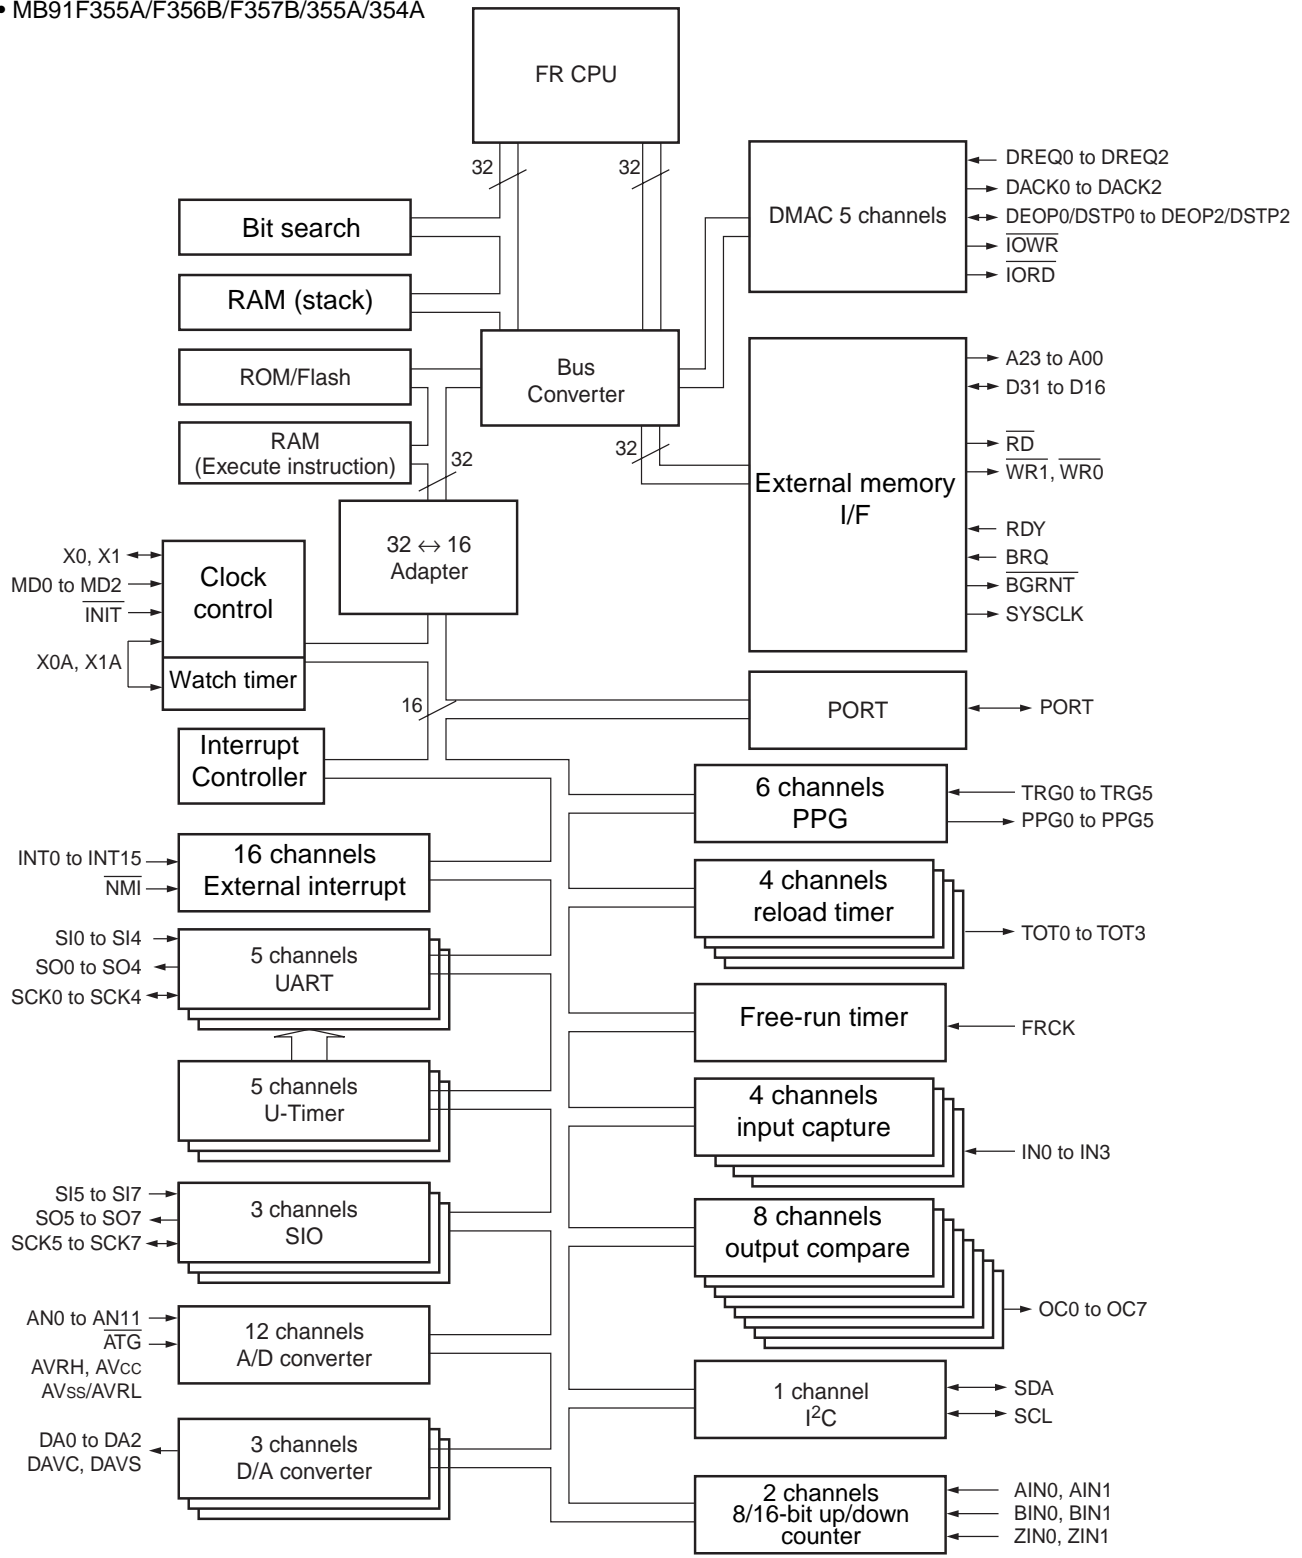 • MB91F355A/F356B/F357B/355A/354A
FR CPU
32
32
Bit search
RAM (stack)
ROM/Flash
RAM
(Execute instruction)
Bus
Converter
32
32
DMAC 5 channels
DREQ0 to DREQ2
DACK0 to DACK2
DEOP0/DSTP0 to DEOP2/DSTP2
IOWR
IORD
External memory
I/F
A23 to A00
D31 to D16
RD
WR1, WR0
RDY
BRQ
BGRNT
SYSCLK
32 ↔ 16
Adapter
X0, X1
MD0 to MD2
INIT
X0A, X1A
Clock
control
Watch timer
16
PORT
PORT
Interrupt
Controller
6 channels
PPG
TRG0 to TRG5
PPG0 to PPG5
INT0 to INT15
NMI
16 channels
External interrupt
4 channels
reload timer
TOT0 to TOT3
SI0 to SI4
SO0 to SO4
SCK0 to SCK4
5 channels
UART
Free-run timer
FRCK
5 channels
U-Timer
4 channels
input capture
IN0 to IN3
SI5 to SI7
SO5 to SO7
SCK5 to SCK7
3 channels
SIO
8 channels
output compare
OC0 to OC7
AN0 to AN11
ATG
AVRH, AVCC
AVSS/AVRL
12 channels
A/D converter
1 channel
I2C
SDA
SCL
DA0 to DA2
DAVC, DAVS
3 channels
D/A converter
2 channels
8/16-bit up/down
counter
AIN0, AIN1
BIN0, BIN1
ZIN0, ZIN1